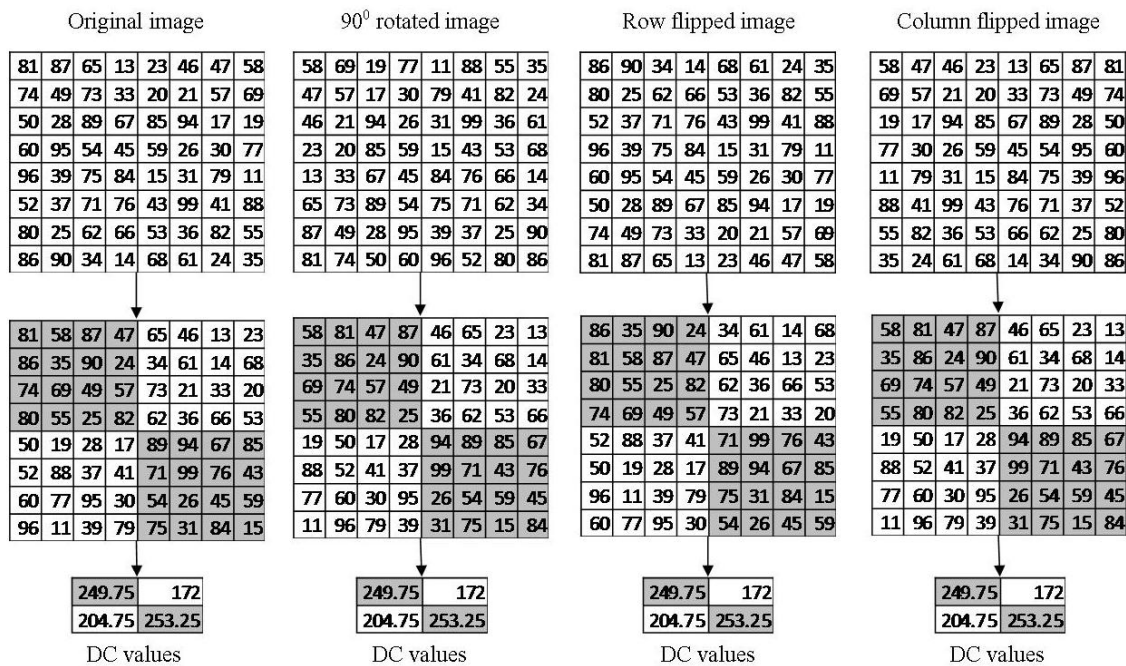 Original image 90⁰ rotated image Row flipped image Column flipped image
81 87 65 13 23 46 47 58 58 69 19 77 11 88 55 35 86 90 34 14 68 61 24 35 58 47 46 23 13 65 87 81
74 49 73 33 20 21 57 69 47 57 17 30 79 41 82 24 80 25 62 66 53 36 82 55 69 57 21 20 33 73 49 74
50 28 89 67 85 94 17 19 46 21 94 26 31 99 36 61 52 37 71 76 43 99 41 88 19 17 94 85 67 89 28 50
60 95 54 45 59 26 30 77 23 20 85 59 15 43 53 68 96 39 75 84 15 31 79 11 77 30 26 59 45 54 95 60
96 39 75 84 15 31 79 11 13 33 67 45 84 76 66 14 60 95 54 45 59 26 30 77 11 79 31 15 84 75 39 96
52 37 71 76 43 99 41 88 65 73 89 54 75 71 62 34 50 28 89 67 85 94 17 19 88 41 99 43 76 71 37 52
80 25 62 66 53 36 82 55 87 49 28 95 39 37 25 90 74 49 73 33 20 21 57 69 55 82 36 53 66 62 25 80
86 90 34 14 68 61 24 35 81 74 50 60 96 52 80 86 81 87 65 13 23 46 47 58 35 24 61 68 14 34 90 86
81 58 87 47 65 46 13 23 58 81 47 87 46 65 23 13 86 35 90 24 34 61 14 68 58 81 47 87 46 65 23 13
86 35 90 24 34 61 14 68 35 86 24 90 61 34 68 14 81 58 87 47 65 46 13 23 35 86 24 90 61 34 68 14
74 69 49 57 73 21 33 20 69 74 57 49 21 73 20 33 80 55 25 82 62 36 66 53 69 74 57 49 21 73 20 33
80 55 25 82 62 36 66 53 55 80 82 25 36 62 53 66 74 69 49 57 73 21 33 20 55 80 82 25 36 62 53 66
50 19 28 17 89 94 67 85 19 50 17 28 94 89 85 67 52 88 37 41 71 99 76 43 19 50 17 28 94 89 85 67
52 88 37 41 71 99 76 43 88 52 41 37 99 71 43 76 50 19 28 17 89 94 67 85 88 52 41 37 99 71 43 76
60 77 95 30 54 26 45 59 77 60 30 95 26 54 59 45 96 11 39 79 75 31 84 15 77 60 30 95 26 54 59 45
96 11 39 79 75 31 84 15 11 96 79 39 31 75 15 84 60 77 95 30 54 26 45 59 11 96 79 39 31 75 15 84
249.75 172 249.75 172 249.75 172 249.75 172
204.75 253.25 204.75 253.25 204.75 253.25 204.75 253.25
DC values DC values DC values DC values